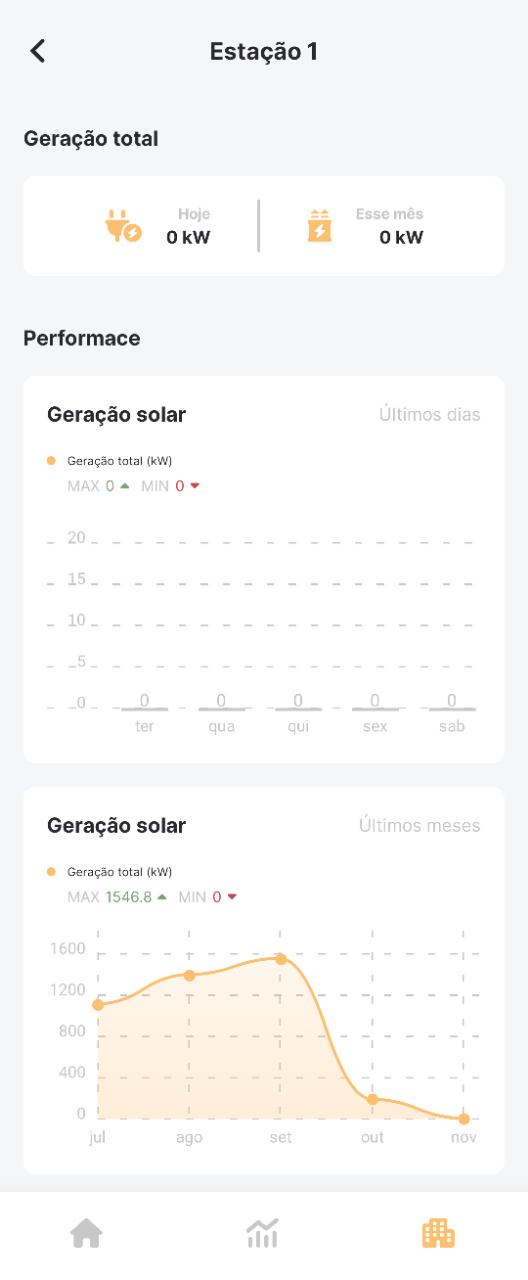 Estação 1
Geração total
Hoje
0 kW
Esse mês
0 kW
Performace
Geração solar
Últimos dias
Geração total (kW)
MAX 0 MIN 0
20
15
10
5
0
0 0 0 0 0
ter qua qui sex sab
Geração solar
Últimos meses
Geração total (kW)
MAX 1546.8 MIN 0
1600
1200
800
400
0
jul ago set out nov